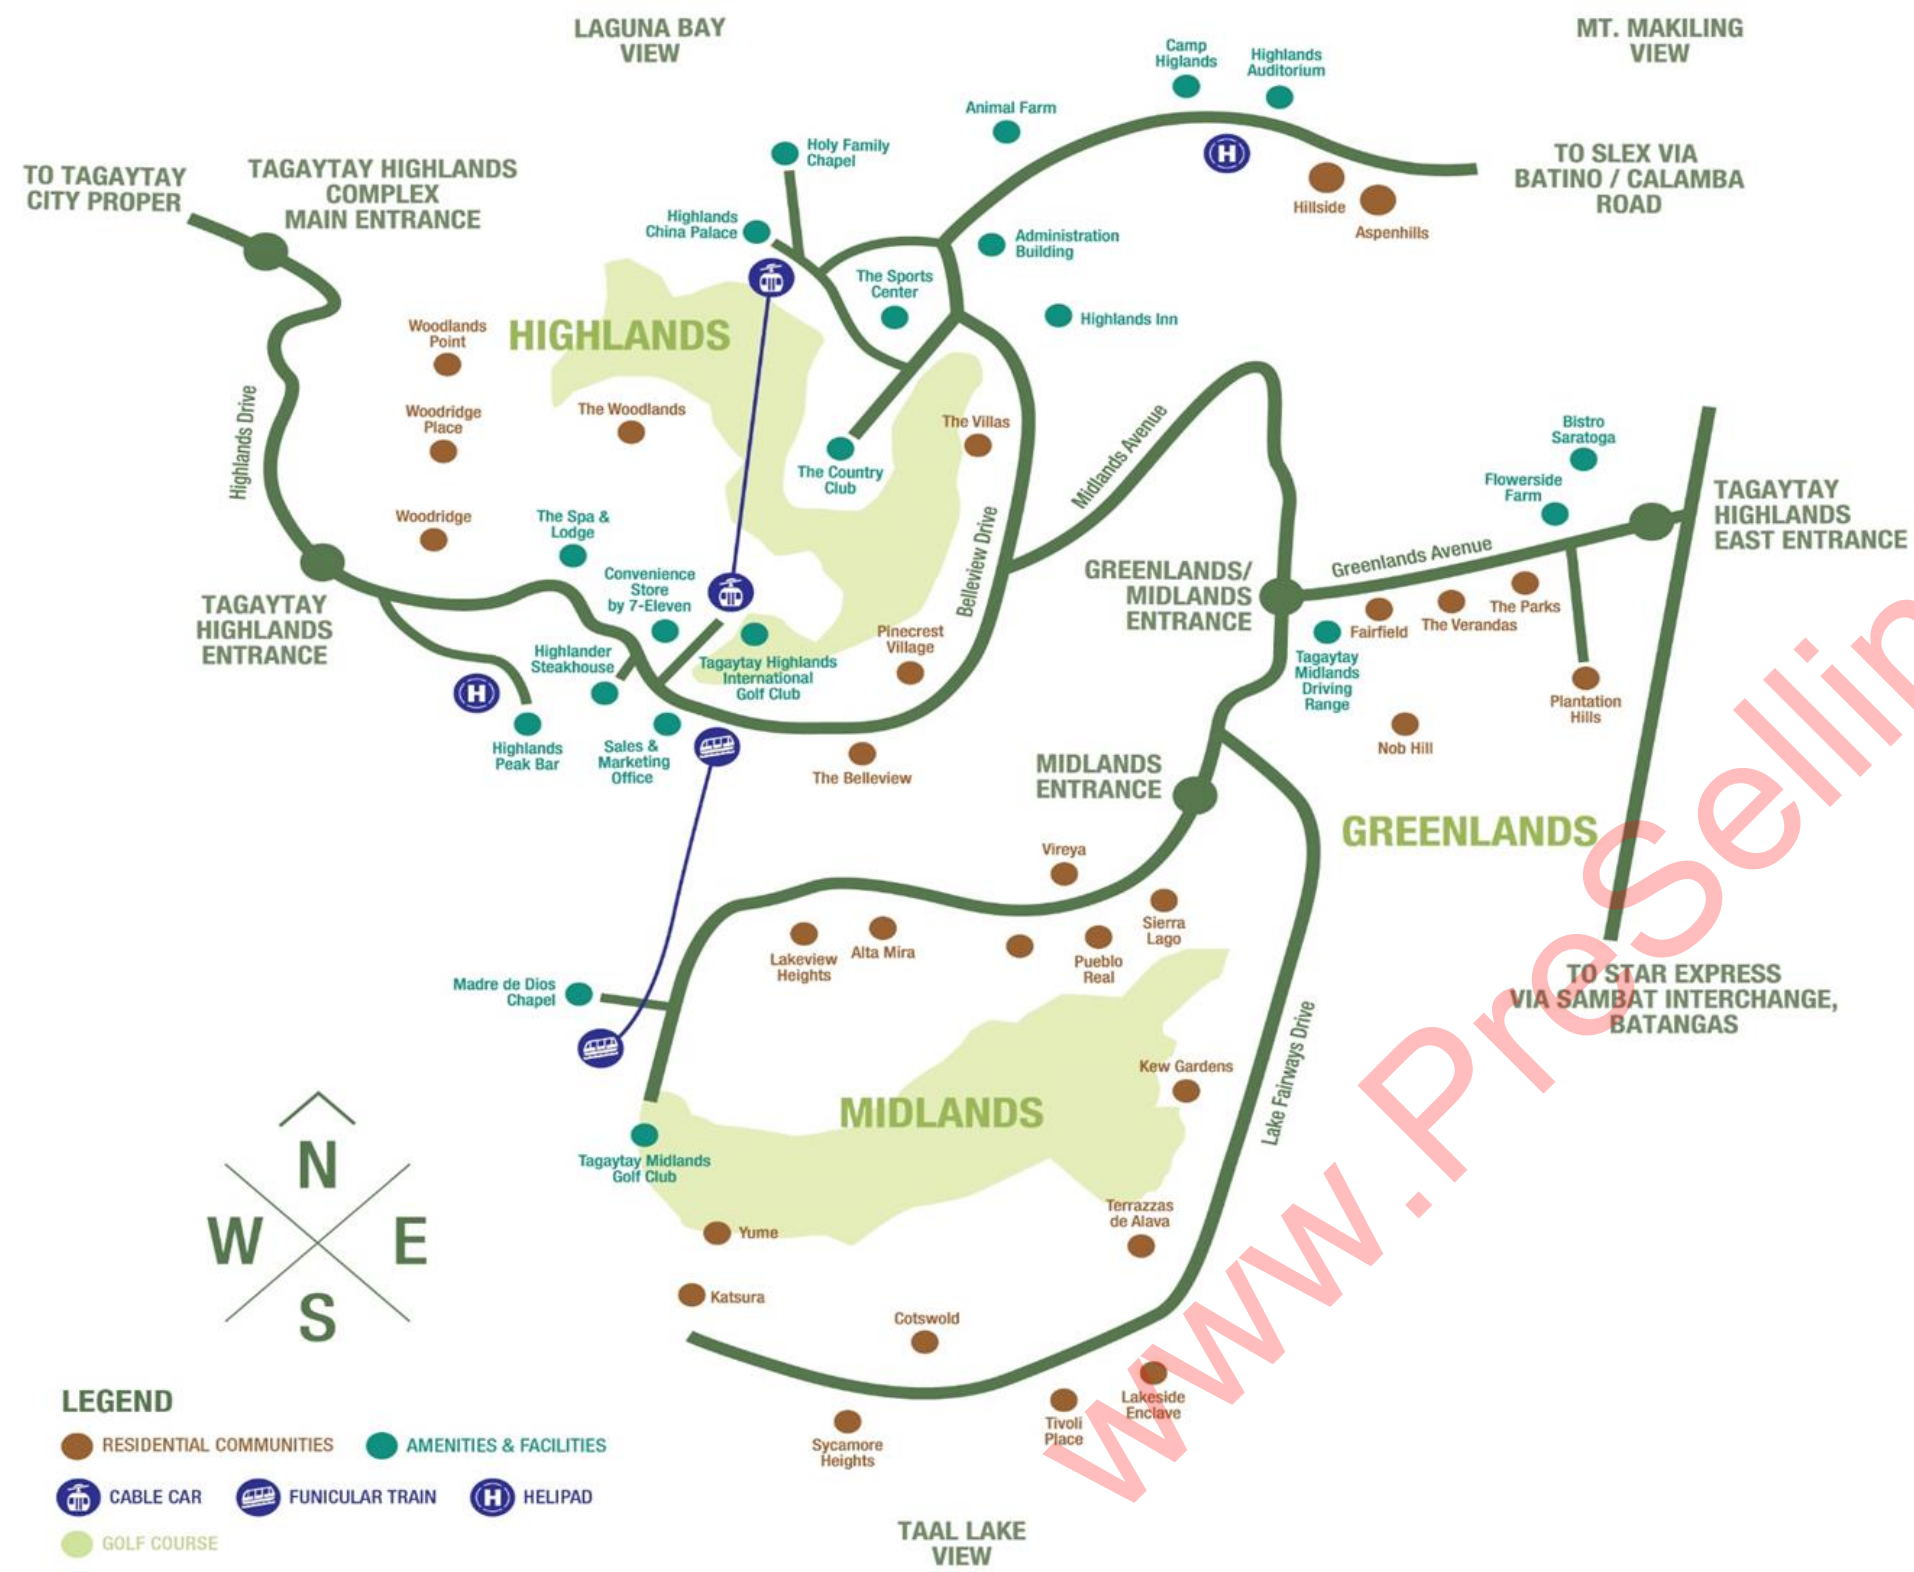 LAGUNA BAY
VIEW
MT. MAKILING
VIEW
Camp
Higlands
Highlands
Auditorium
Animal Farm
Holy Family
Chapel
TO TAGAYTAY
CITY PROPER
TAGAYTAY HIGHLANDS
COMPLEX
MAIN ENTRANCE
TO SLEX VIA
BATINO / CALAMBA
ROAD
H
Hillside
Aspenhills
Highlands
China Palace
Administration
Building
The Sports
Center
Highlands Inn
Woodlands
Point
HIGHLANDS
Highlands Drive
Woodridge
Place
The Woodlands
The Villas
The Country
Club
Midlands Avenue
Bistro
Saratoga
Flowerside
Farm
TAGAYTAY
HIGHLANDS
EAST ENTRANCE
Woodridge
The Spa &
Lodge
Belleview Drive
Greenlands Avenue
GREENLANDS/
MIDLANDS
ENTRANCE
Convenience
Store
by 7-Eleven
TAGAYTAY
HIGHLANDS
ENTRANCE
The Parks
The Verandas
Fairfield
Pinecrest
Village
Highlander
Steakhouse
Tagaytay Highlands
International
Golf Club
Tagaytay
Midlands
Driving
Range
Plantation
Hills
H
Highlands
Peak Bar
Sales &
Marketing
Office
The Belleview
Nob Hill
MIDLANDS
ENTRANCE
GREENLANDS
Vireya
Sierra
Lago
Lakeview
Heights
Alta Mira
Pueblo
Real
TO STAR EXPRESS
VIA SAMBAT INTERCHANGE,
BATANGAS
Madre de Dios
Chapel
Lake Fairways Drive
Kew Gardens
MIDLANDS
Tagaytay Midlands
Golf Club
Terrazzas
de Alava
Yume
Katsura
Cotswold
N
W
E
S
Lakeside
Enclave
Tivoli
Place
Sycamore
Heights
LEGEND
RESIDENTIAL COMMUNITIES
AMENITIES & FACILITIES
CABLE CAR
FUNICULAR TRAIN
H
HELIPAD
GOLF COURSE
TAAL LAKE
VIEW